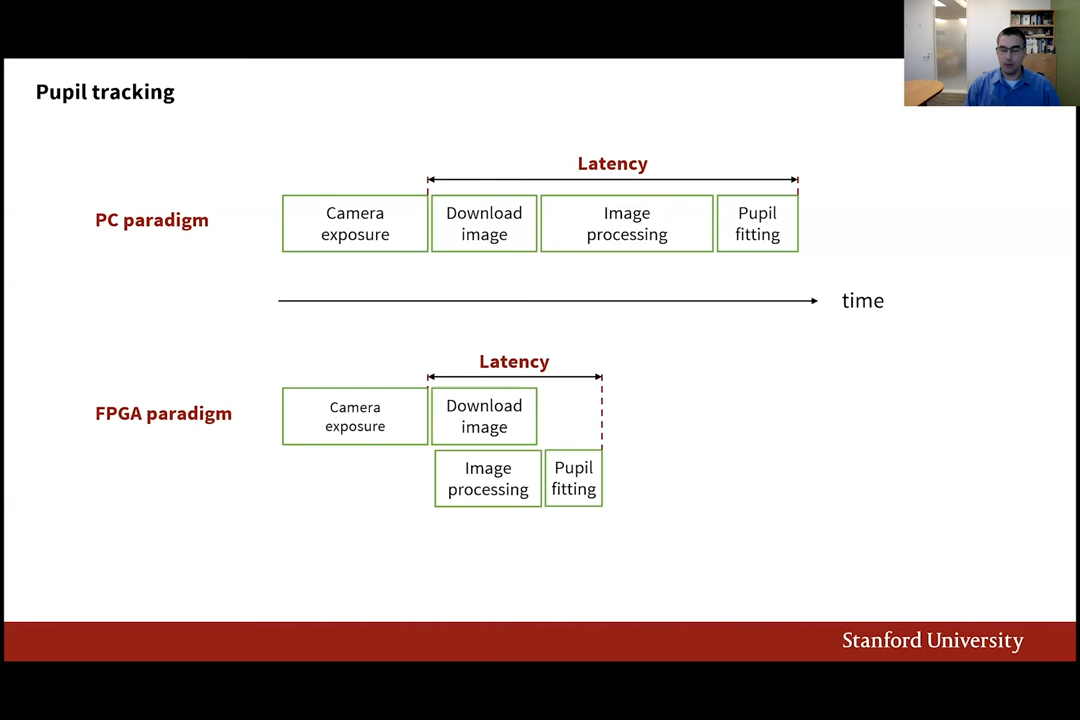 Pupil tracking
Latency
PC paradigm
Camera
exposure
Download
image
Image
processing
Pupil
fitting
time
Latency
FPGA paradigm
Camera
exposure
Download
image
Image
processing
Pupil
fitting
Stanford University